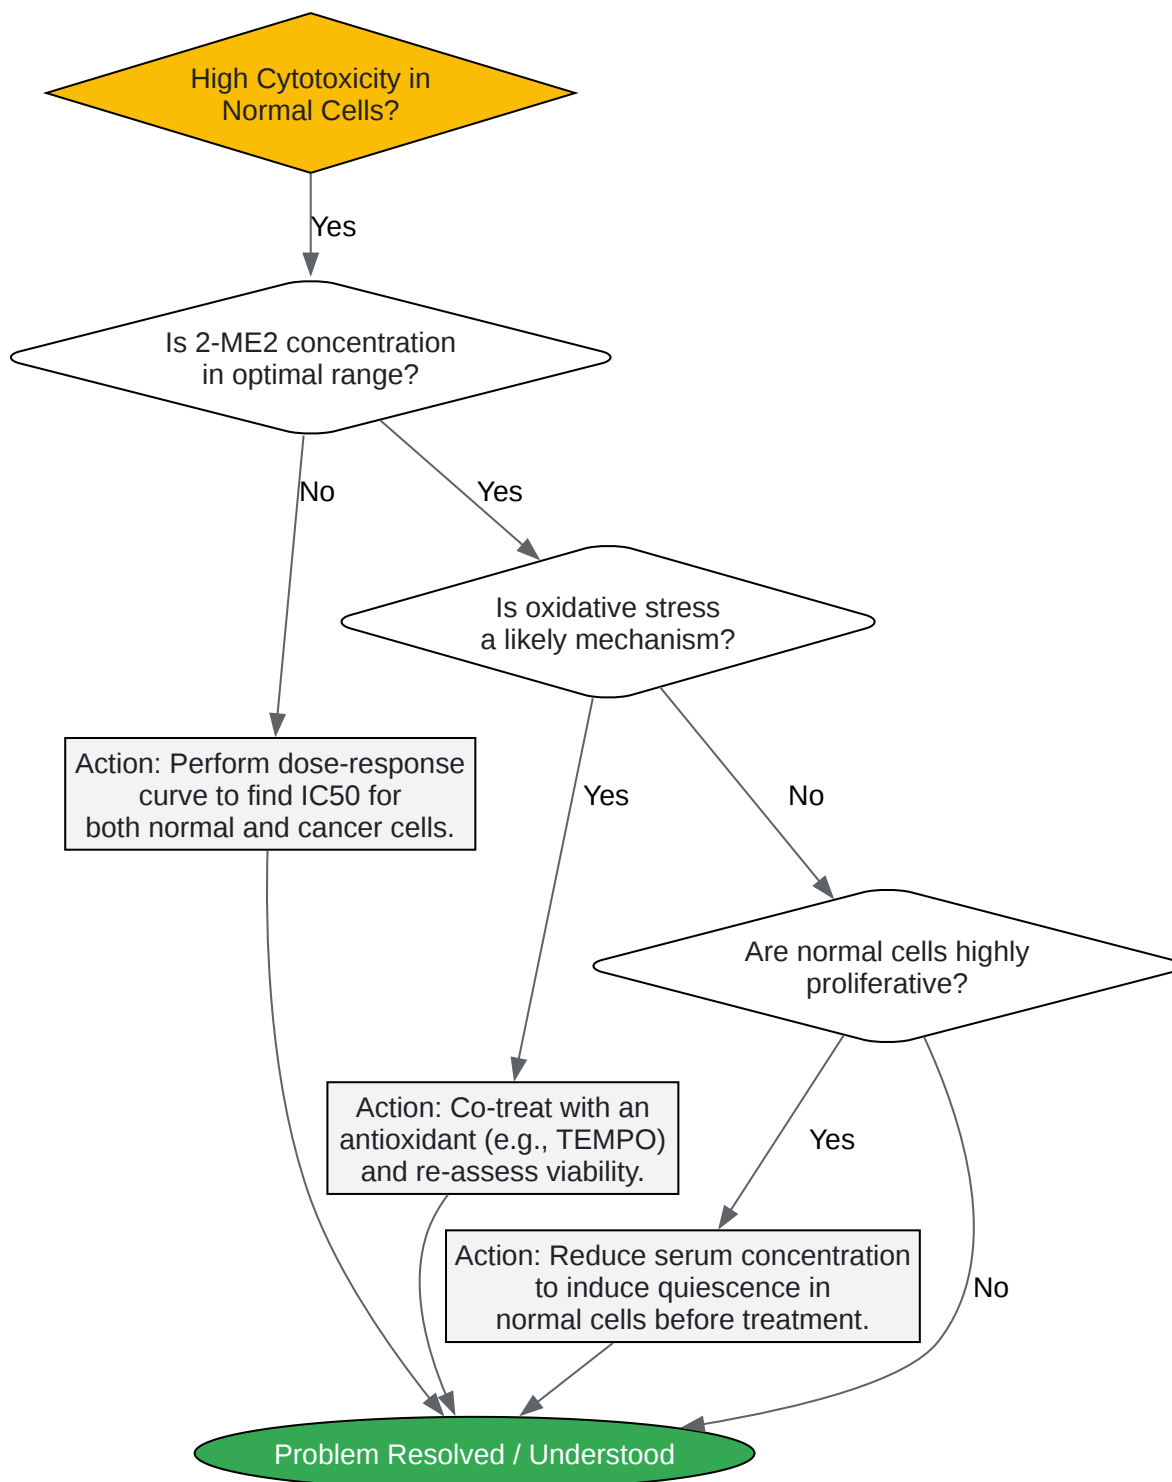 High Cytotoxicity in
Normal Cells?
Yes
Is 2-ME2 concentration
in optimal range?
No
Yes
Is oxidative stress
a likely mechanism?
Action: Perform dose-response
curve to find IC50 for
both normal and cancer cells.
Yes
No
Are normal cells highly
proliferative?
Action: Co-treat with an
antioxidant (e.g., TEMPO)
and re-assess viability.
Yes
Action: Reduce serum concentration
to induce quiescence in
normal cells before treatment.
No
Problem Resolved / Understood